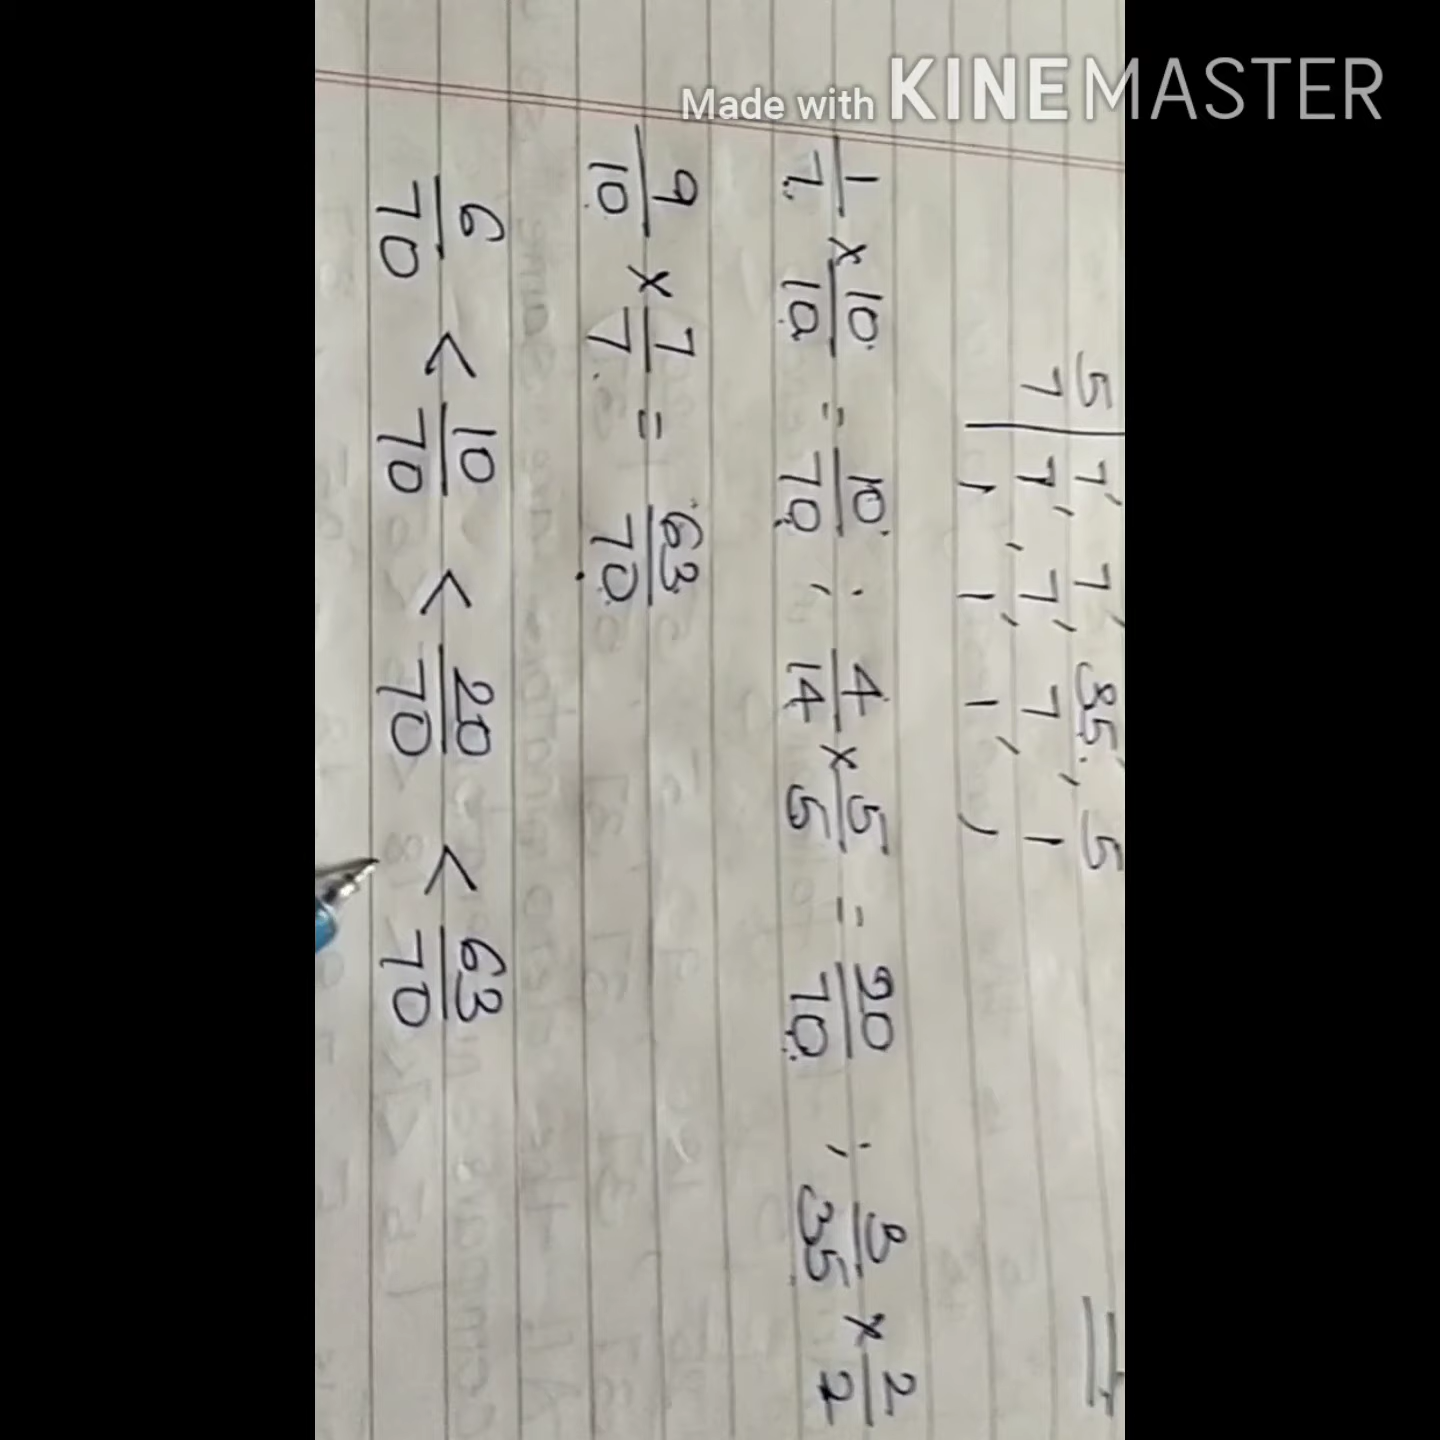 Made with KINEMASTER
5 | 7, 7, 35, 5
7 | 7, 7, 7, 1
1, 1, 1,
1/7 × 10/10 = 10/70 ; 4/14 × 5/5 = 20/70 ; 3/35 × 2/2
9/10 × 7/7 = 63/70
6/70 < 10/70 < 20/70 < 63/70